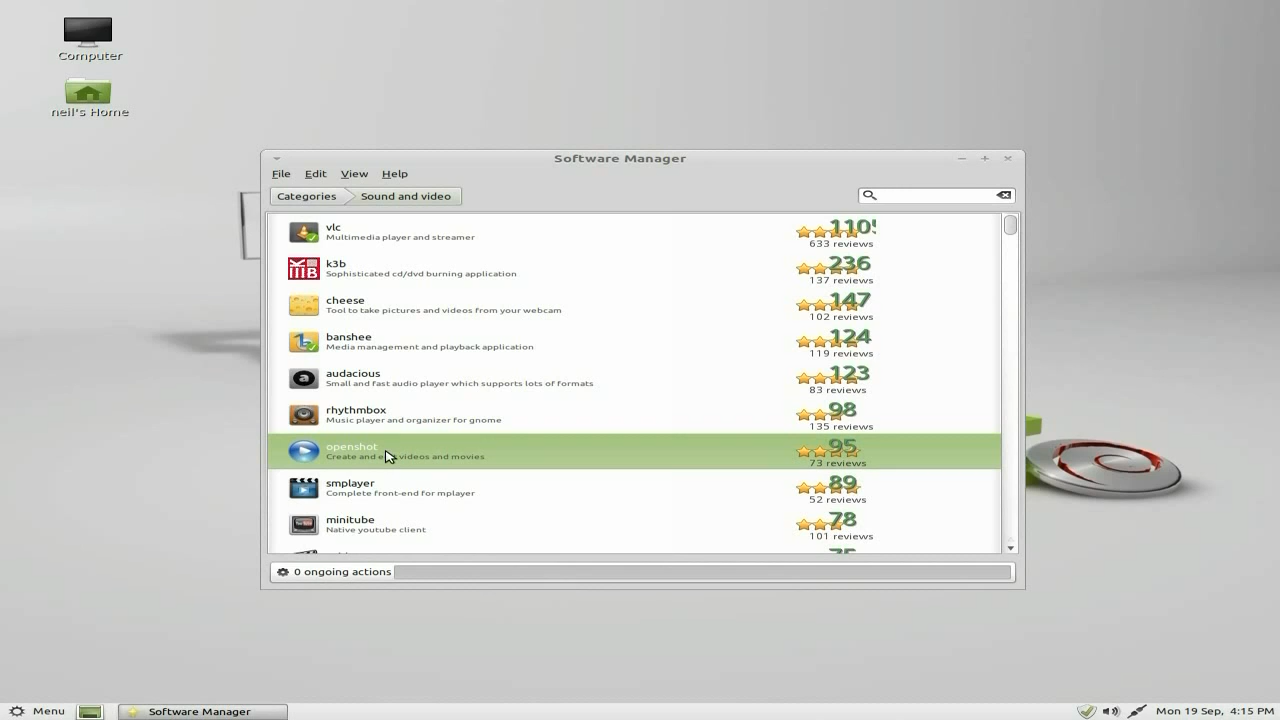 Computer
neil's Home
Software Manager
File Edit View Help
Categories Sound and video
vlc
Multimedia player and streamer
633 reviews
k3b
Sophisticated cd/dvd burning application
236
137 reviews
cheese
Tool to take pictures and videos from your webcam
147
102 reviews
banshee
Media management and playback application
124
119 reviews
audacious
Small and fast audio player which supports lots of formats
123
83 reviews
rhythmbox
Music player and organizer for gnome
98
135 reviews
openshot
Create and videos and movies
95
73 reviews
smplayer
Complete front-end for mplayer
89
52 reviews
minitube
Native youtube client
78
101 reviews
0 ongoing actions
Menu Software Manager Mon 19 Sep, 4:15 PM